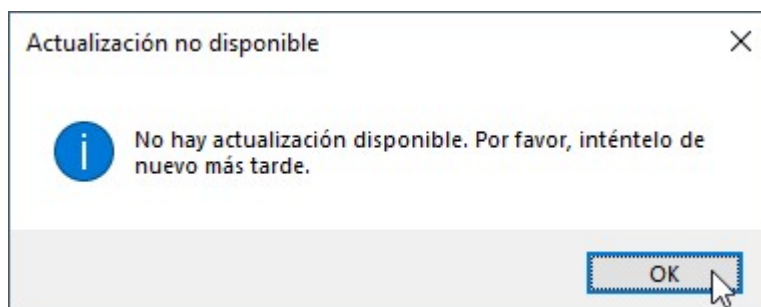 Actualización no disponible
No hay actualización disponible. Por favor, inténtelo de
nuevo más tarde.
OK